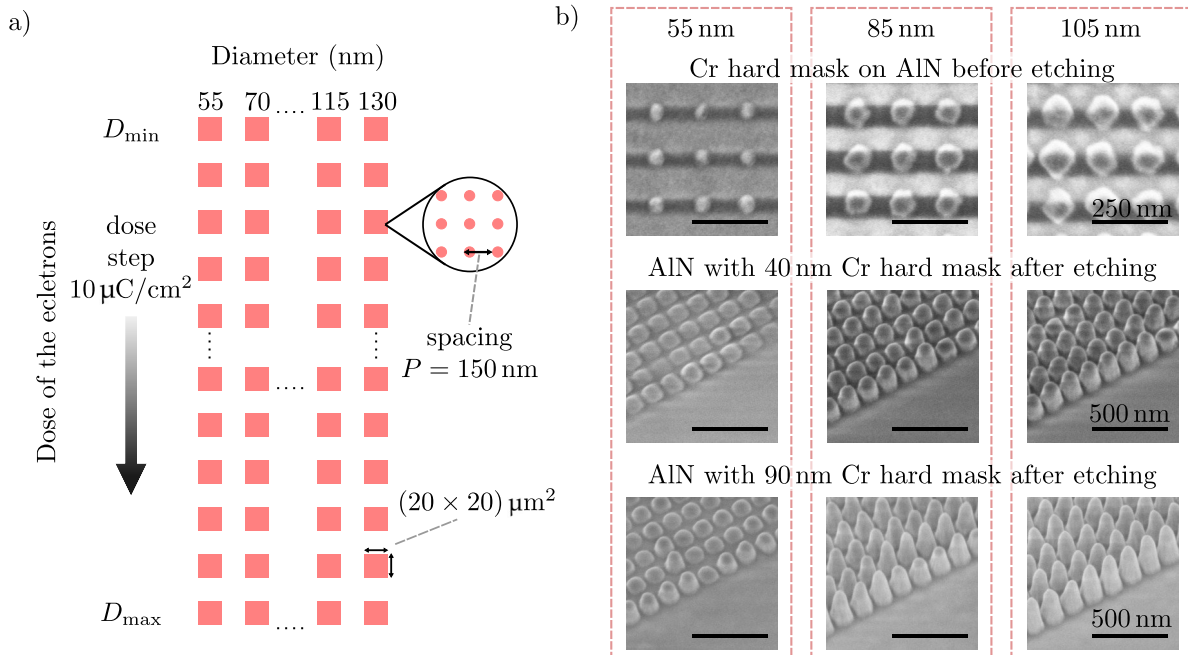 a)
Diameter (nm)
55 70 .... 115 130
D_min
dose
step
10 µC/cm²
Dose of the ecletrons
spacing
P = 150 nm
....
(20 × 20) µm²
D_max
....
b)
55 nm 85 nm 105 nm
Cr hard mask on AlN before etching
250 nm
AlN with 40 nm Cr hard mask after etching
500 nm
AlN with 90 nm Cr hard mask after etching
500 nm